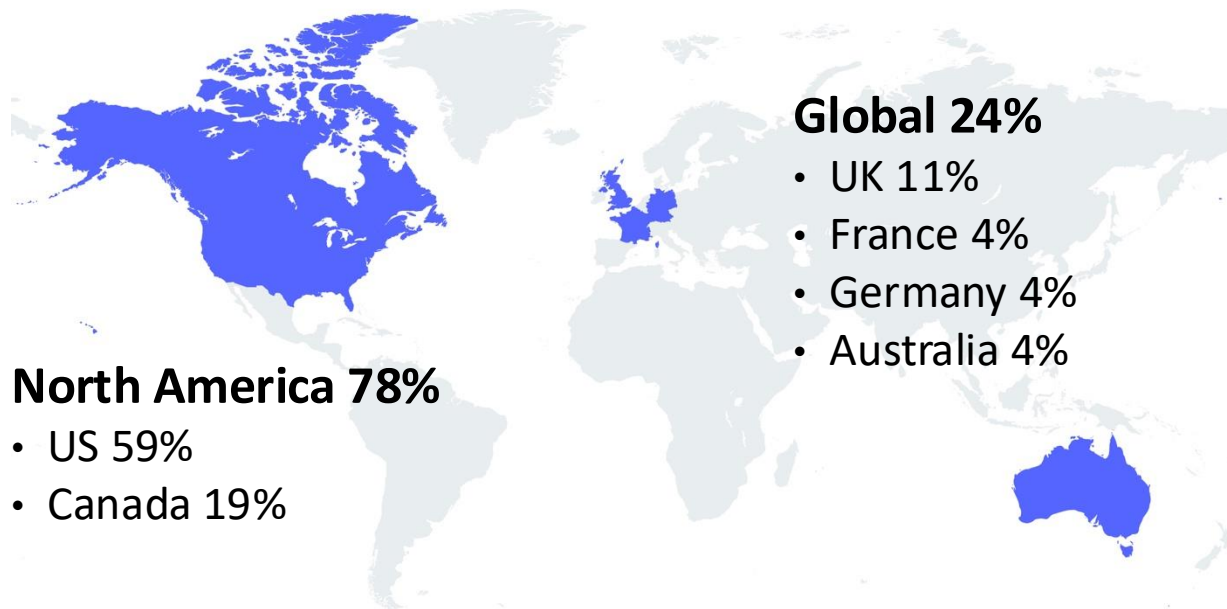 Global 24%
• UK 11%
• France 4%
• Germany 4%
• Australia 4%
North America 78%
• US 59%
• Canada 19%